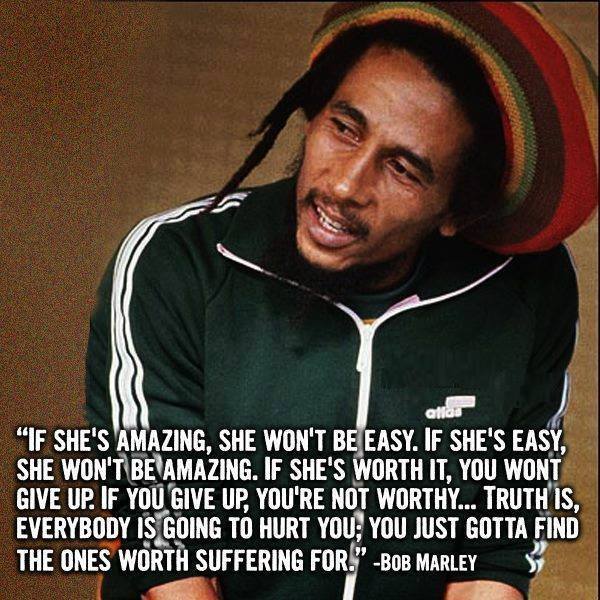 atlas
“IF SHE'S AMAZING, SHE WON'T BE EASY. IF SHE'S EASY,
SHE WON'T BE AMAZING. IF SHE'S WORTH IT, YOU WONT
GIVE UP. IF YOU GIVE UP, YOU'RE NOT WORTHY... TRUTH IS,
EVERYBODY IS GOING TO HURT YOU; YOU JUST GOTTA FIND
THE ONES WORTH SUFFERING FOR.” -BOB MARLEY